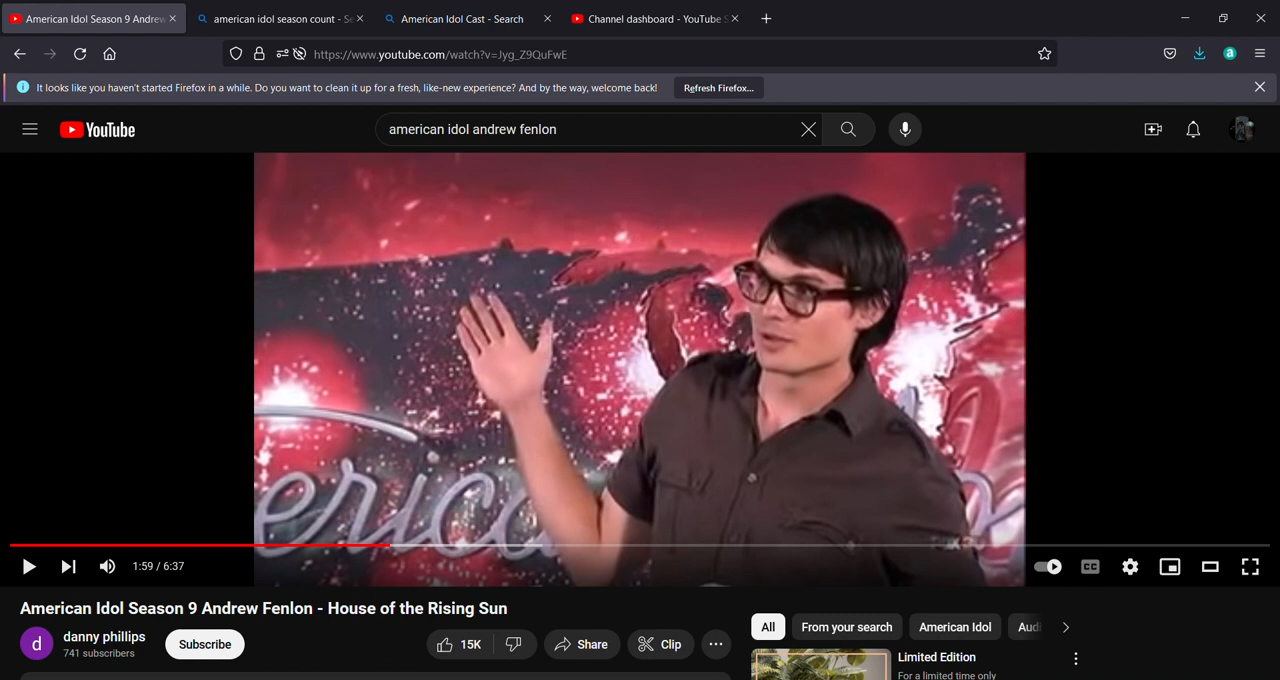 American Idol Season 9 Andrew
american idol season count - Se
American Idol Cast - Search
Channel dashboard - YouTube S
https://www.youtube.com/watch?v=Jyg_Z9QuFwE
It looks like you haven't started Firefox in a while. Do you want to clean it up for a fresh, like-new experience? And by the way, welcome back!
Refresh Firefox...
YouTube
american idol andrew fenlon
erica
1:59 / 6:37
CC
American Idol Season 9 Andrew Fenlon - House of the Rising Sun
d
danny phillips
741 subscribers
Subscribe
15K
Share
Clip
All
From your search
American Idol
Audi
Limited Edition
For a limited time only